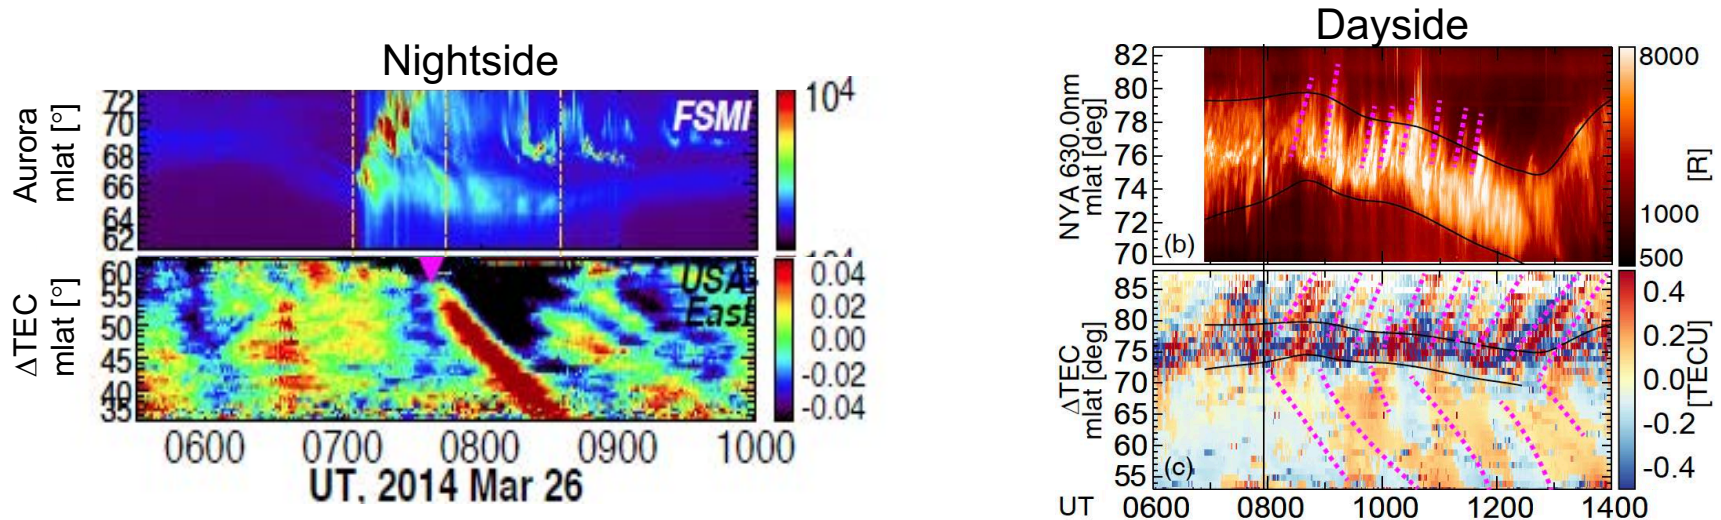 Nightside
Aurora
mlat [°]
72
70
68
66
64
62
FSMI
10⁴
ΔTEC
mlat [°]
60
55
50
45
40
35
USA-
East
0.04
0.02
0.00
-0.02
-0.04
0600 0700 0800 0900 1000
UT, 2014 Mar 26
Dayside
NYA 630.0nm
mlat [deg]
82
80
78
76
74
72
70
(b)
8000
1000
500
[R]
ΔTEC
mlat [deg]
85
80
75
70
65
60
55
(c)
0.4
0.2
0.0
-0.2
-0.4
[TECU]
UT 0600 0800 1000 1200 1400